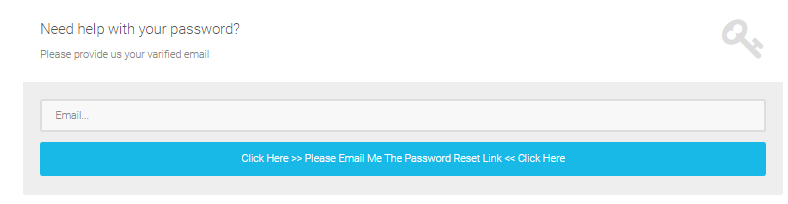 Need help with your password?
Please provide us your varified email
Email...
Click Here >> Please Email Me The Password Reset Link << Click Here